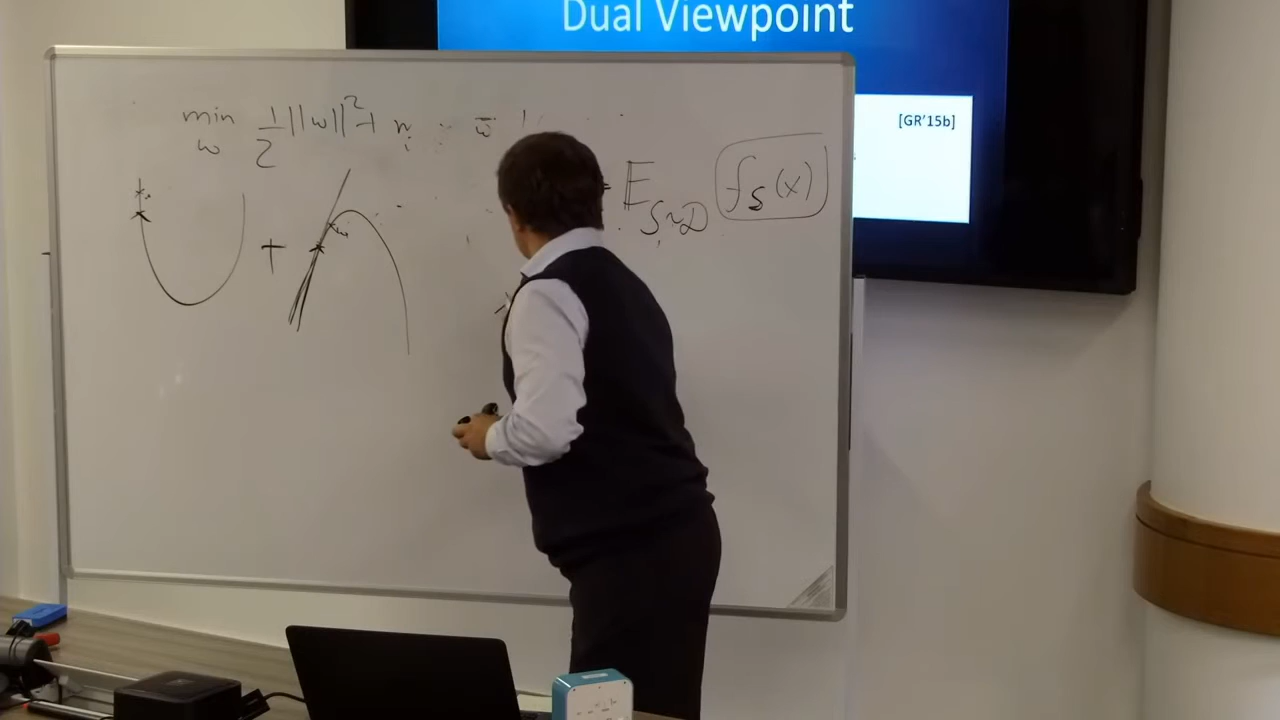 Dual Viewpoint
[GR'15b]
min 1/2 ||w||² +
w
= E f_S(x)
S~D
+